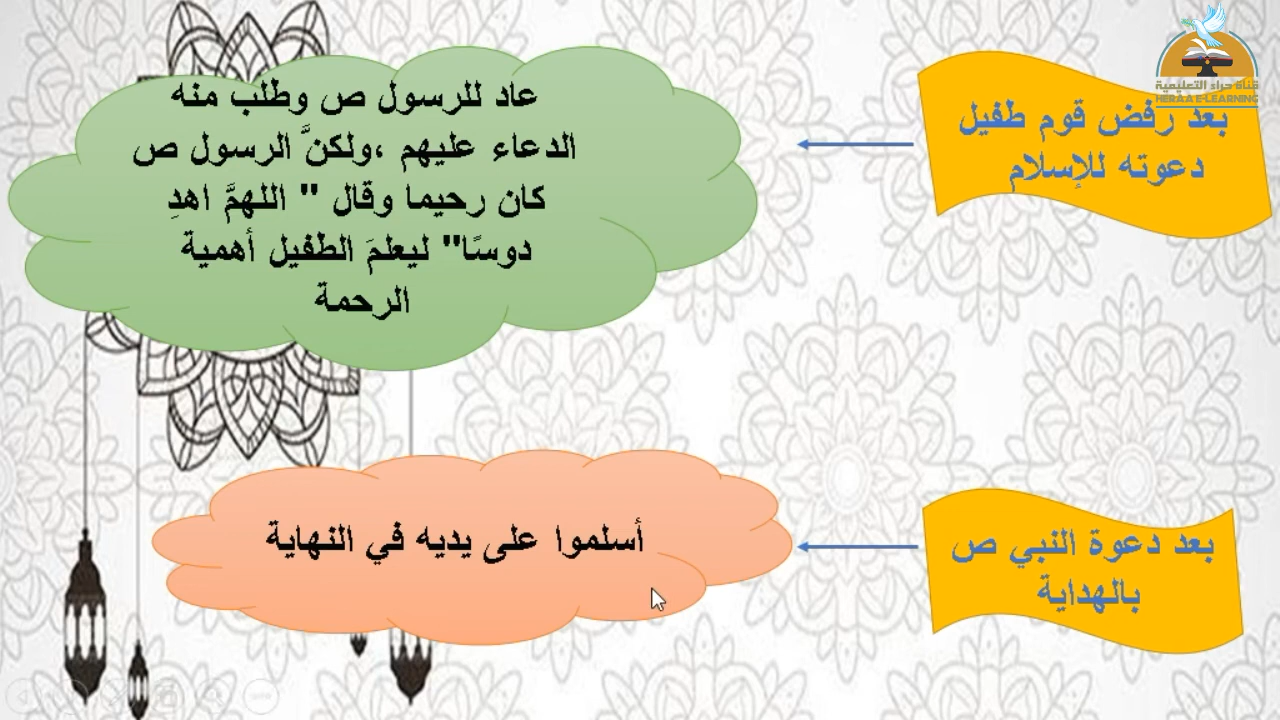 قناة حراء التعليمية
HERAA E-LEARNING
بعد رفض قوم طفيل
دعوته للإسلام
عاد للرسول ص وطلب منه
الدعاء عليهم ،ولكنَّ الرسول ص
كان رحيما وقال " اللهمَّ اهدِ
دوسًا" ليعلمَ الطفيل أهمية
الرحمة
بعد دعوة النبي ص
بالهداية
أسلموا على يديه في النهاية